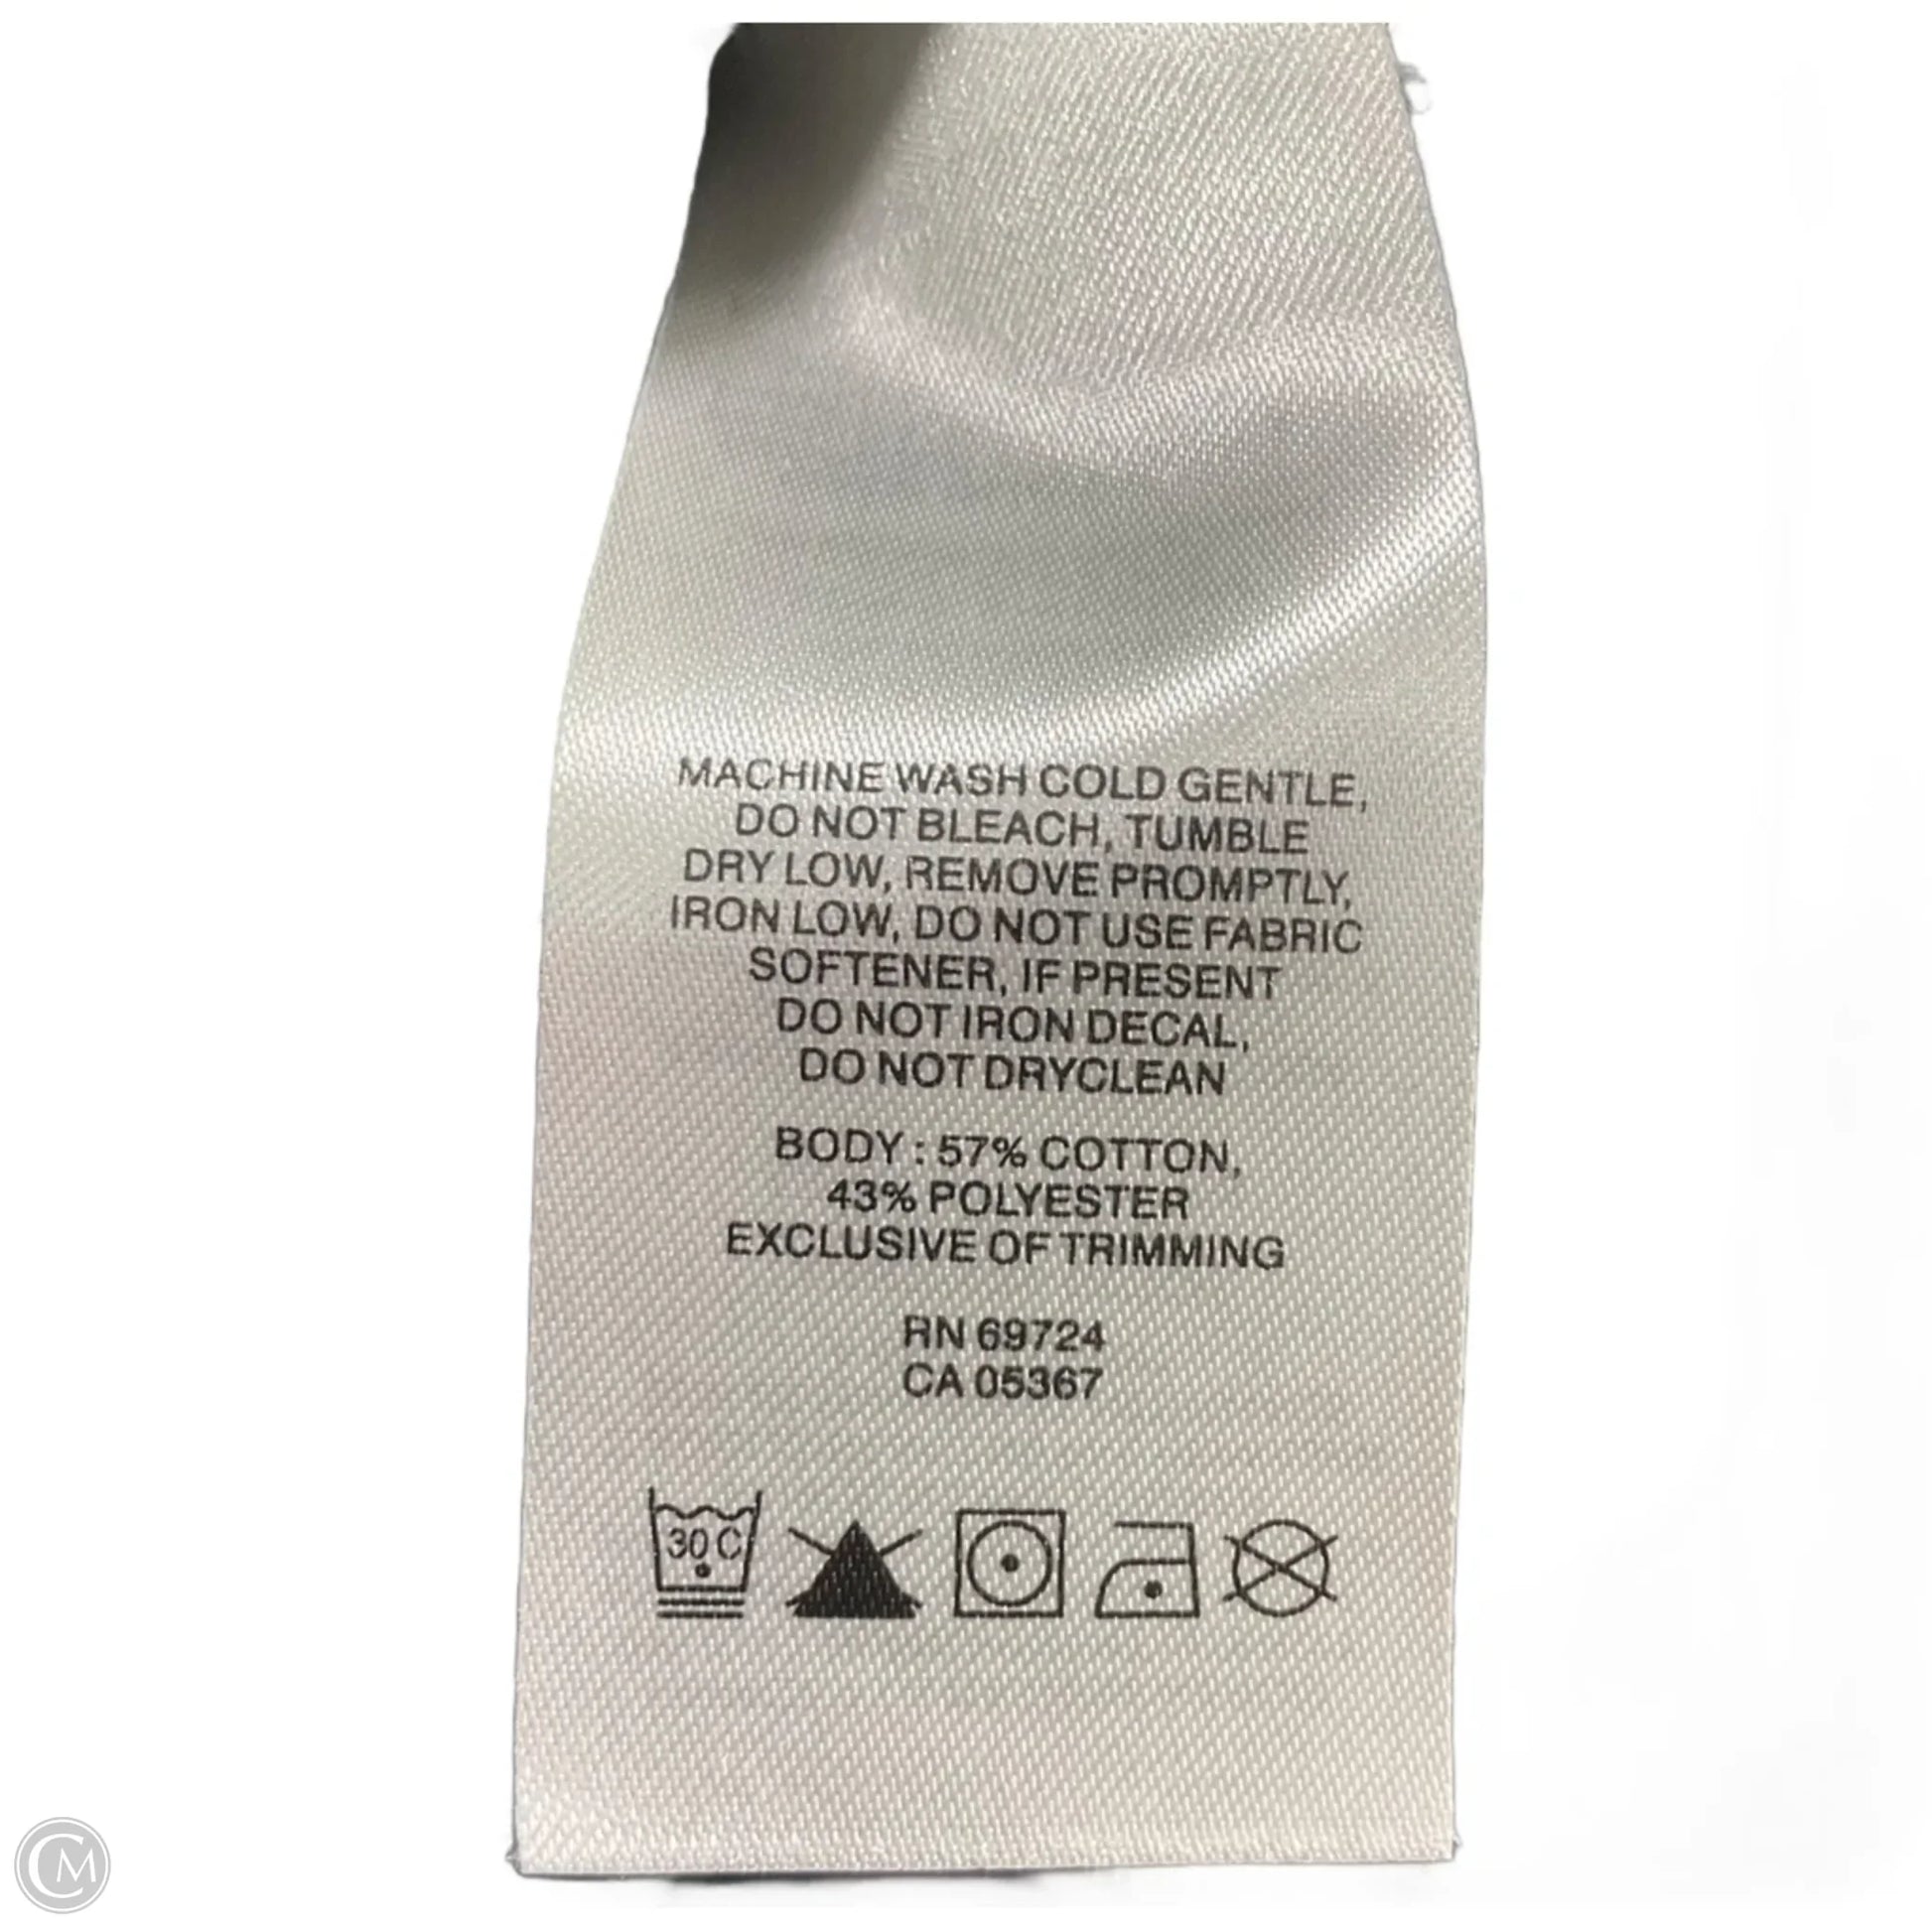 MACHINE WASH COLD GENTLE,
DO NOT BLEACH, TUMBLE
DRY LOW, REMOVE PROMPTLY,
IRON LOW, DO NOT USE FABRIC
SOFTENER, IF PRESENT
DO NOT IRON DECAL,
DO NOT DRYCLEAN
BODY : 57% COTTON,
43% POLYESTER
EXCLUSIVE OF TRIMMING
RN 69724
CA 05367
30 C
CM